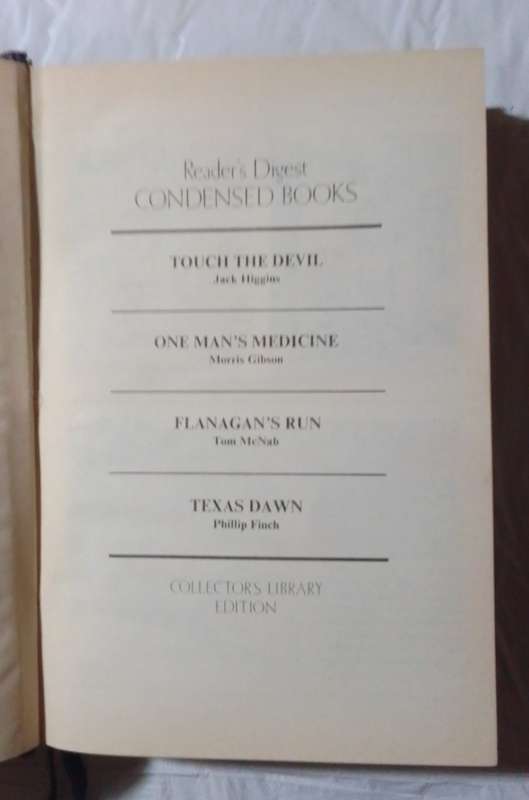 Reader's Digest
CONDENSED BOOKS
TOUCH THE DEVIL
Jack Higgins
ONE MAN'S MEDICINE
Morris Gibson
FLANAGAN'S RUN
Tom McNab
TEXAS DAWN
Phillip Finch
COLLECTORS LIBRARY
EDITION